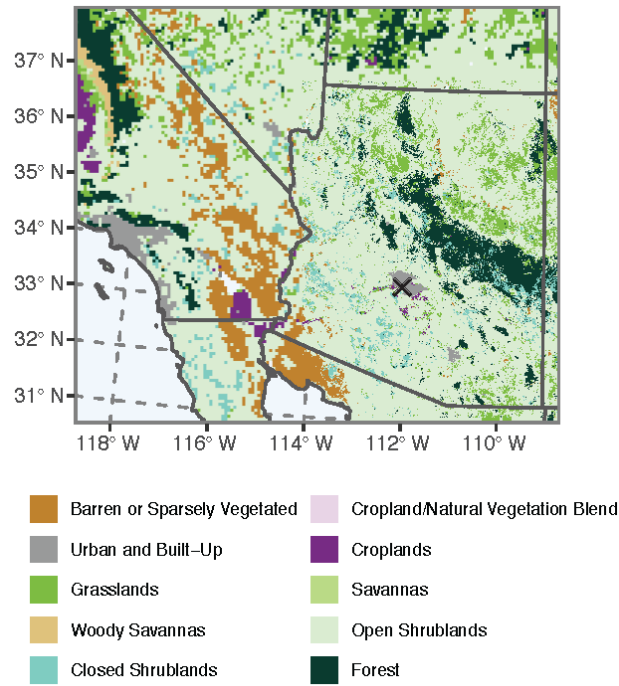 37° N
36° N
35° N
34° N
33° N
32° N
31° N
118° W 116° W 114° W 112° W 110° W
Barren or Sparsely Vegetated Cropland/Natural Vegetation Blend
Urban and Built–Up Croplands
Grasslands Savannas
Woody Savannas Open Shrublands
Closed Shrublands Forest